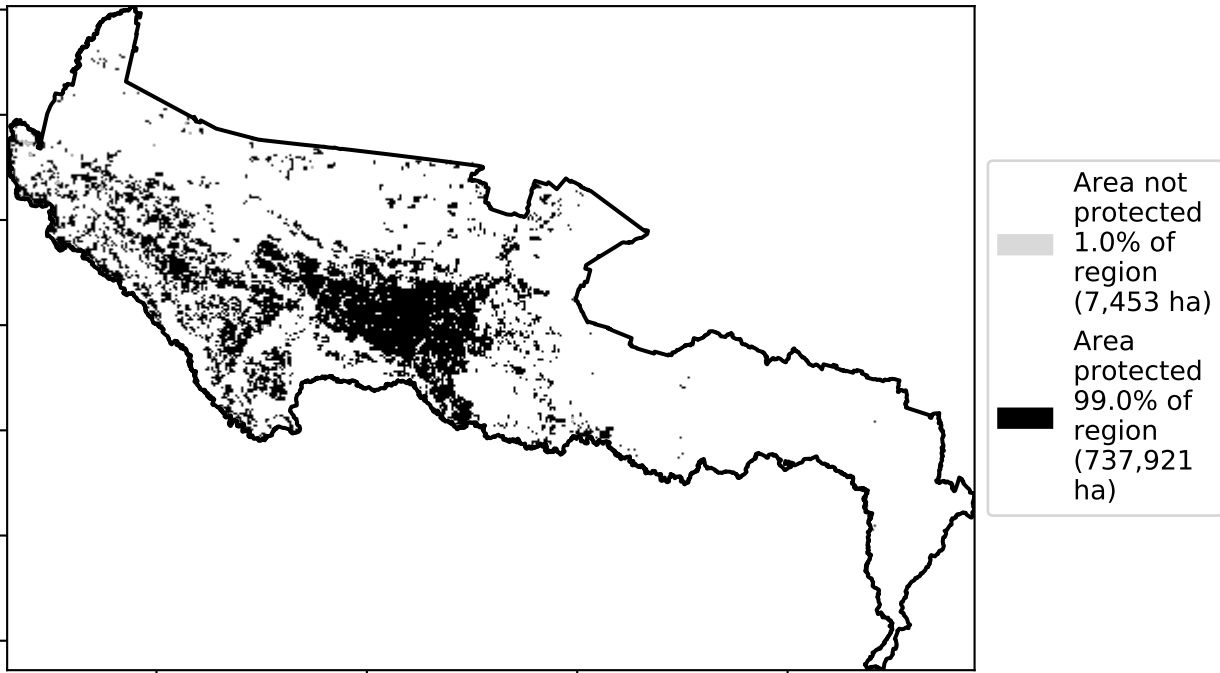 Area not
protected
1.0% of
region
(7,453 ha)
Area
protected
99.0% of
region
(737,921
ha)